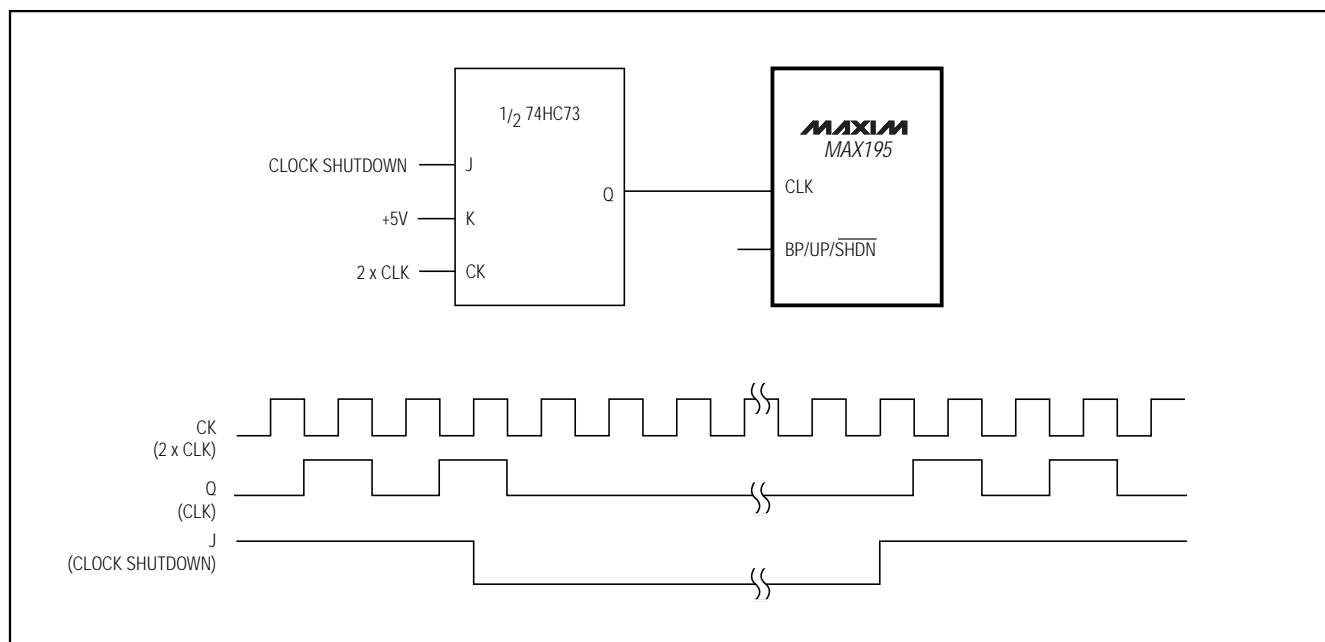 1/2 74HC73
MAXIM
MAX195
CLOCK SHUTDOWN
J
Q
CLK
+5V
K
BP/UP/SHDN
2 x CLK
CK
CK
(2 x CLK)
Q
(CLK)
J
(CLOCK SHUTDOWN)